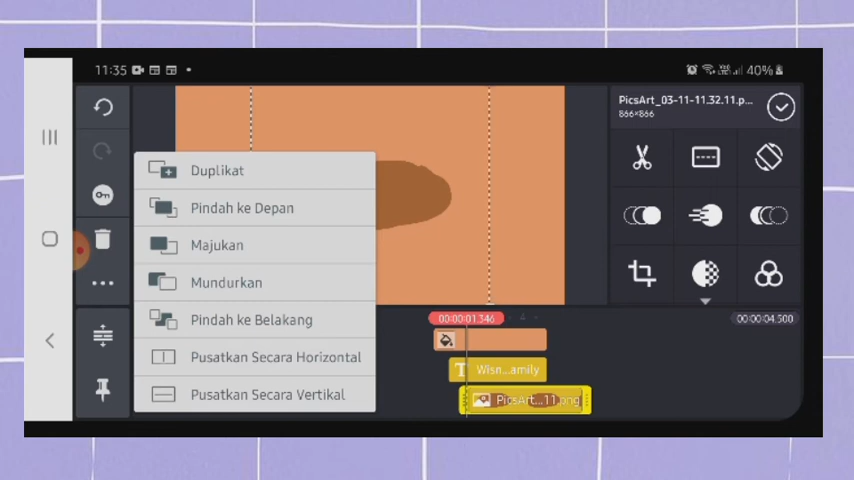 11:35
40%
PicsArt_03-11-11.32.11.p...
866×866
Duplikat
Pindah ke Depan
Majukan
Mundurkan
Pindah ke Belakang
Pusatkan Secara Horizontal
Pusatkan Secara Vertikal
00:00:01.346
4
00:00:04.500
T Wisn...amily
PicsArt...11.png